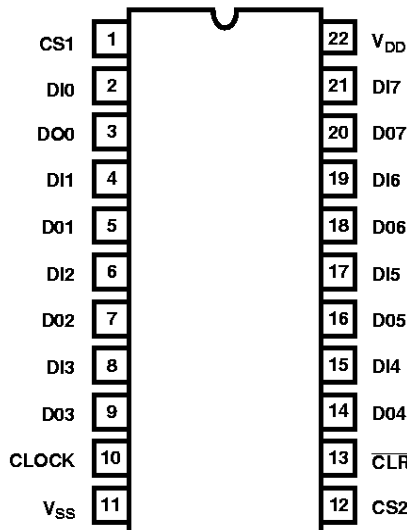 CS1 1 22 VDD
DI0 2 21 DI7
DO0 3 20 D07
DI1 4 19 DI6
D01 5 18 D06
DI2 6 17 DI5
D02 7 16 D05
DI3 8 15 DI4
D03 9 14 D04
CLOCK 10 13 CLR
VSS 11 12 CS2